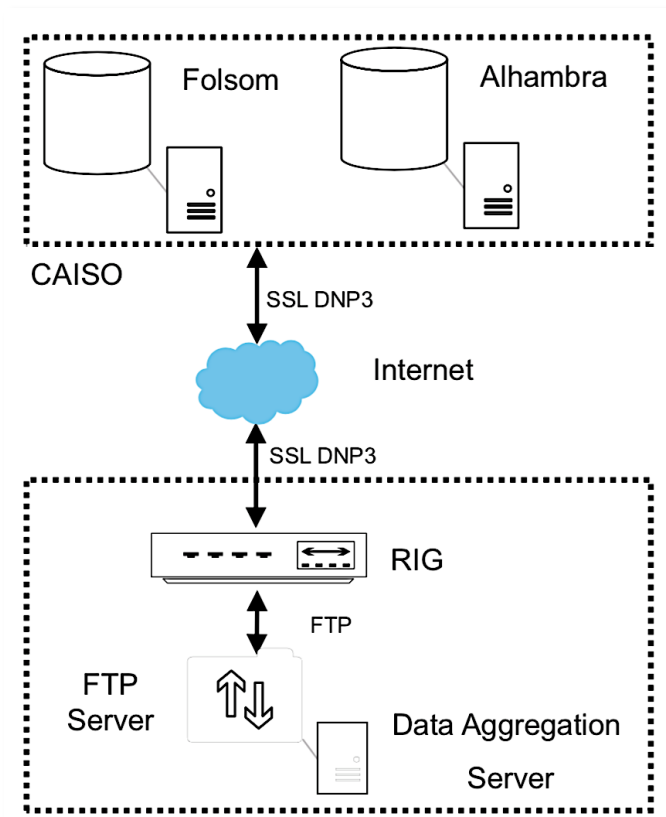 Folsom
Alhambra
CAISO
SSL DNP3
Internet
SSL DNP3
RIG
FTP
FTP
Server
Data Aggregation
Server